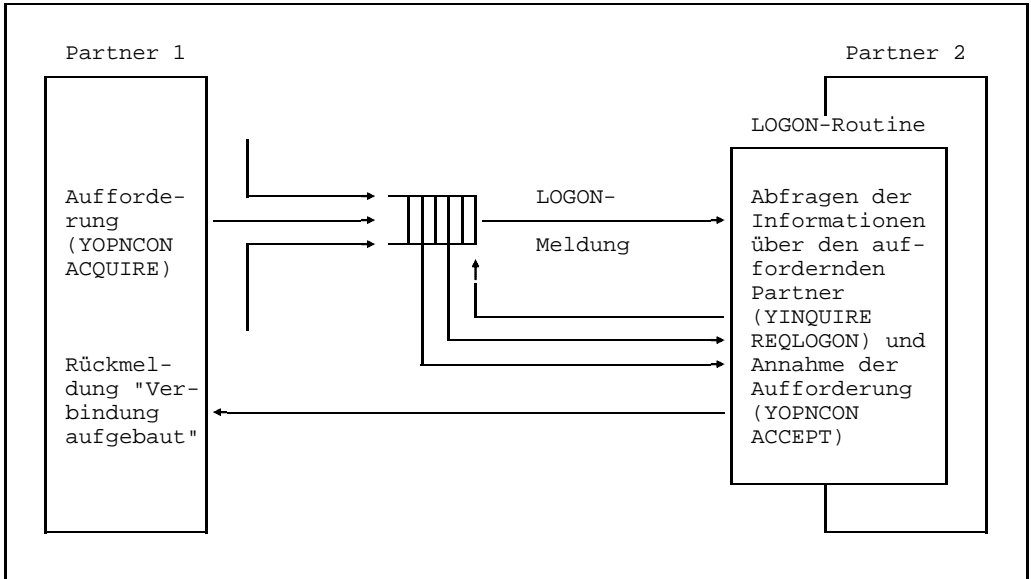 Partner 1
Partner 2
LOGON-Routine
Aufforde-
rung
(YOPNCON
ACQUIRE)
Rückmel-
dung "Ver-
bindung
aufgebaut"
LOGON-
Meldung
Abfragen der
Informationen
über den auf-
fordernden
Partner
(YINQUIRE
REQLOGON) und
Annahme der
Aufforderung
(YOPNCON
ACCEPT)